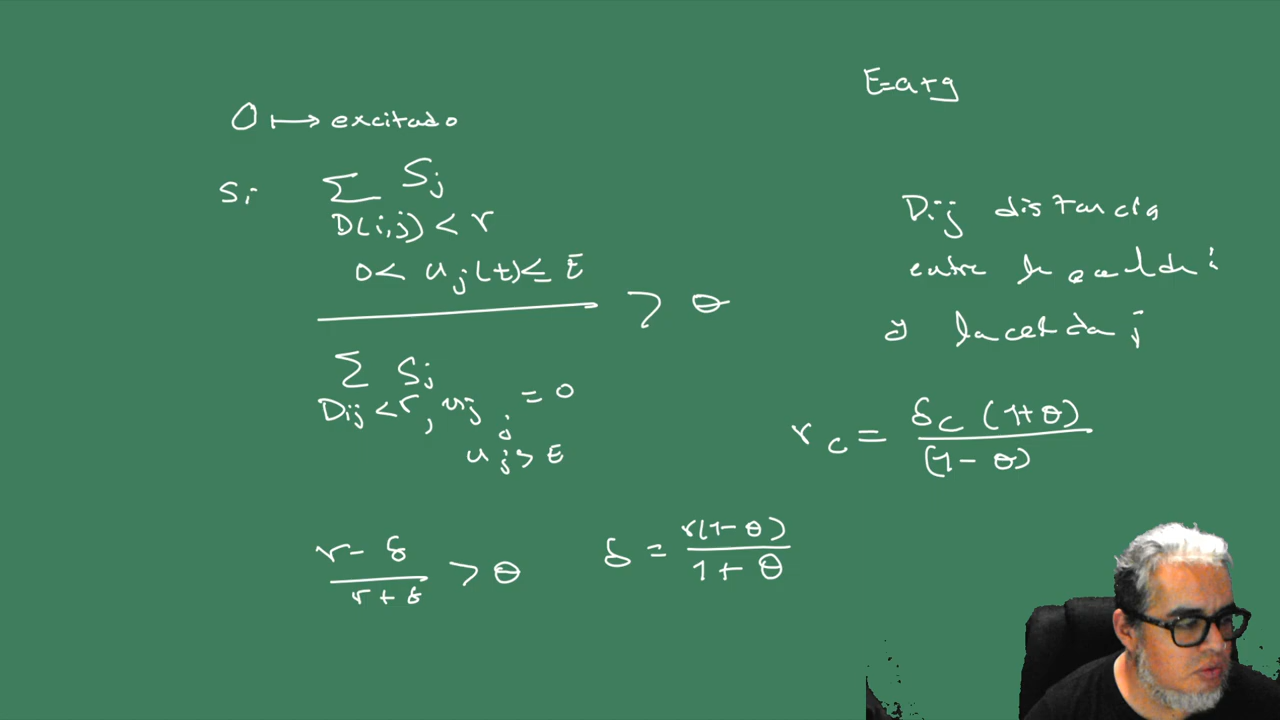 E=a+g
O ↦ excitado
Si Σ Sj
D(i,j) < r
0 < uj(t) ≤ E
> θ
Σ Sj
Dij < r, uj = 0
uj > E
Dij distancia
entre la celda i
y la celda j
rc = δc (1+θ) / (1-θ)
r - δ / r + δ > θ
δ = r(1-θ) / 1 + θ